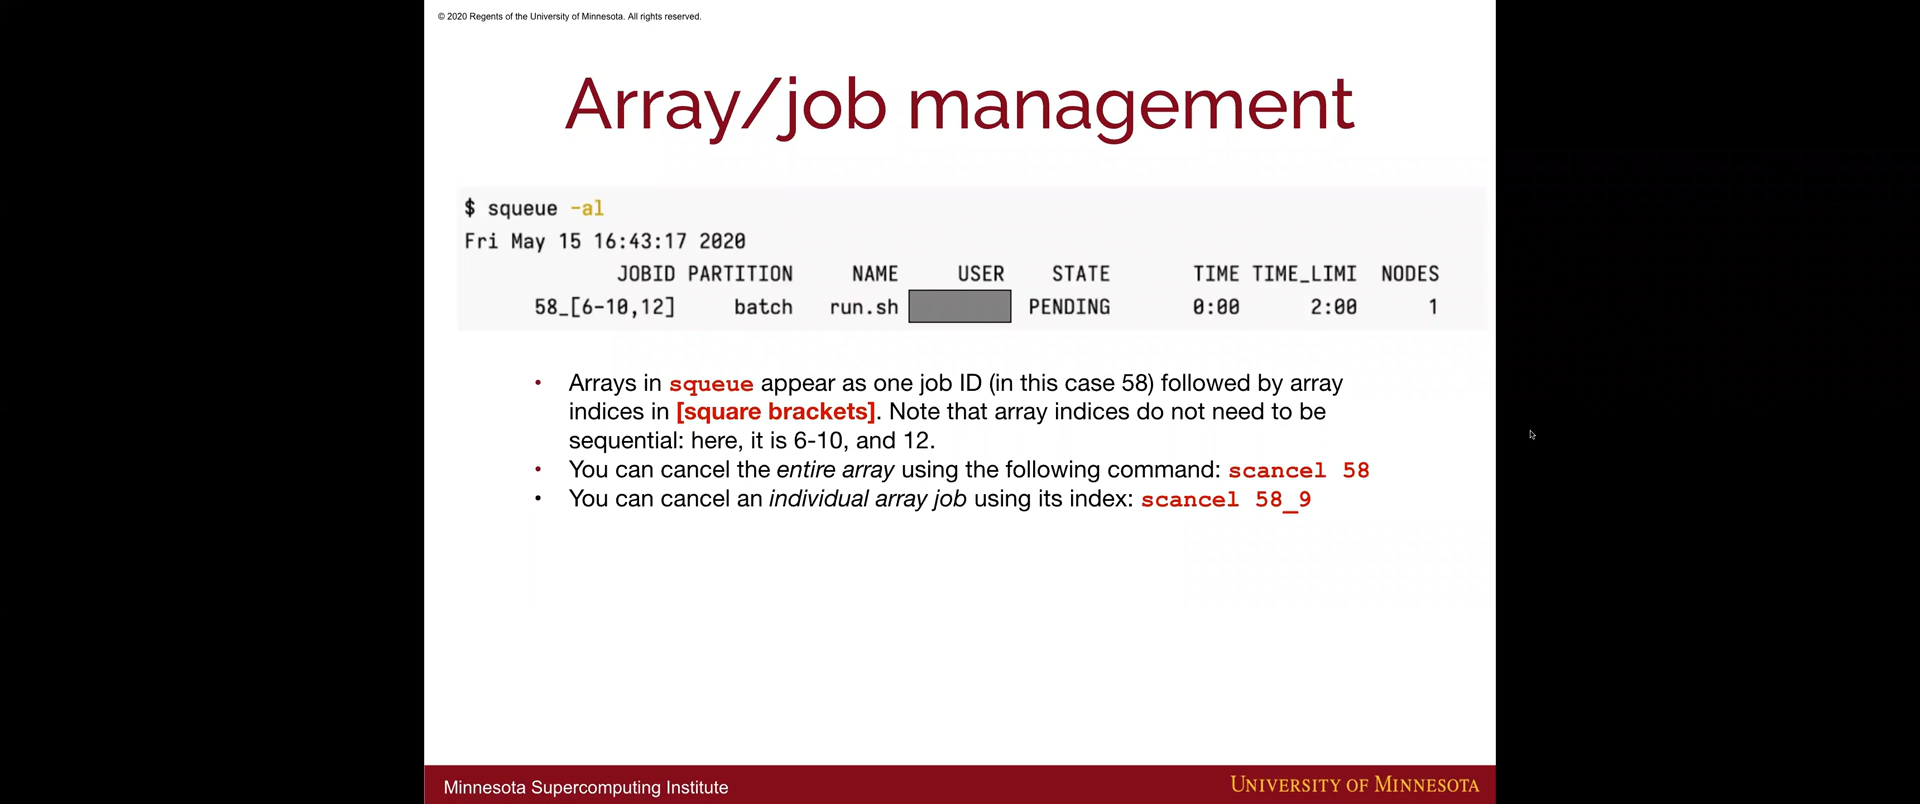 © 2020 Regents of the University of Minnesota. All rights reserved.
Array/job management
$ squeue -al
Fri May 15 16:43:17 2020
JOBID PARTITION NAME USER STATE TIME TIME_LIMI NODES
58_[6-10,12] batch run.sh PENDING 0:00 2:00 1
• Arrays in squeue appear as one job ID (in this case 58) followed by array
indices in [square brackets]. Note that array indices do not need to be
sequential: here, it is 6-10, and 12.
• You can cancel the entire array using the following command: scancel 58
• You can cancel an individual array job using its index: scancel 58_9
Minnesota Supercomputing Institute
UNIVERSITY OF MINNESOTA